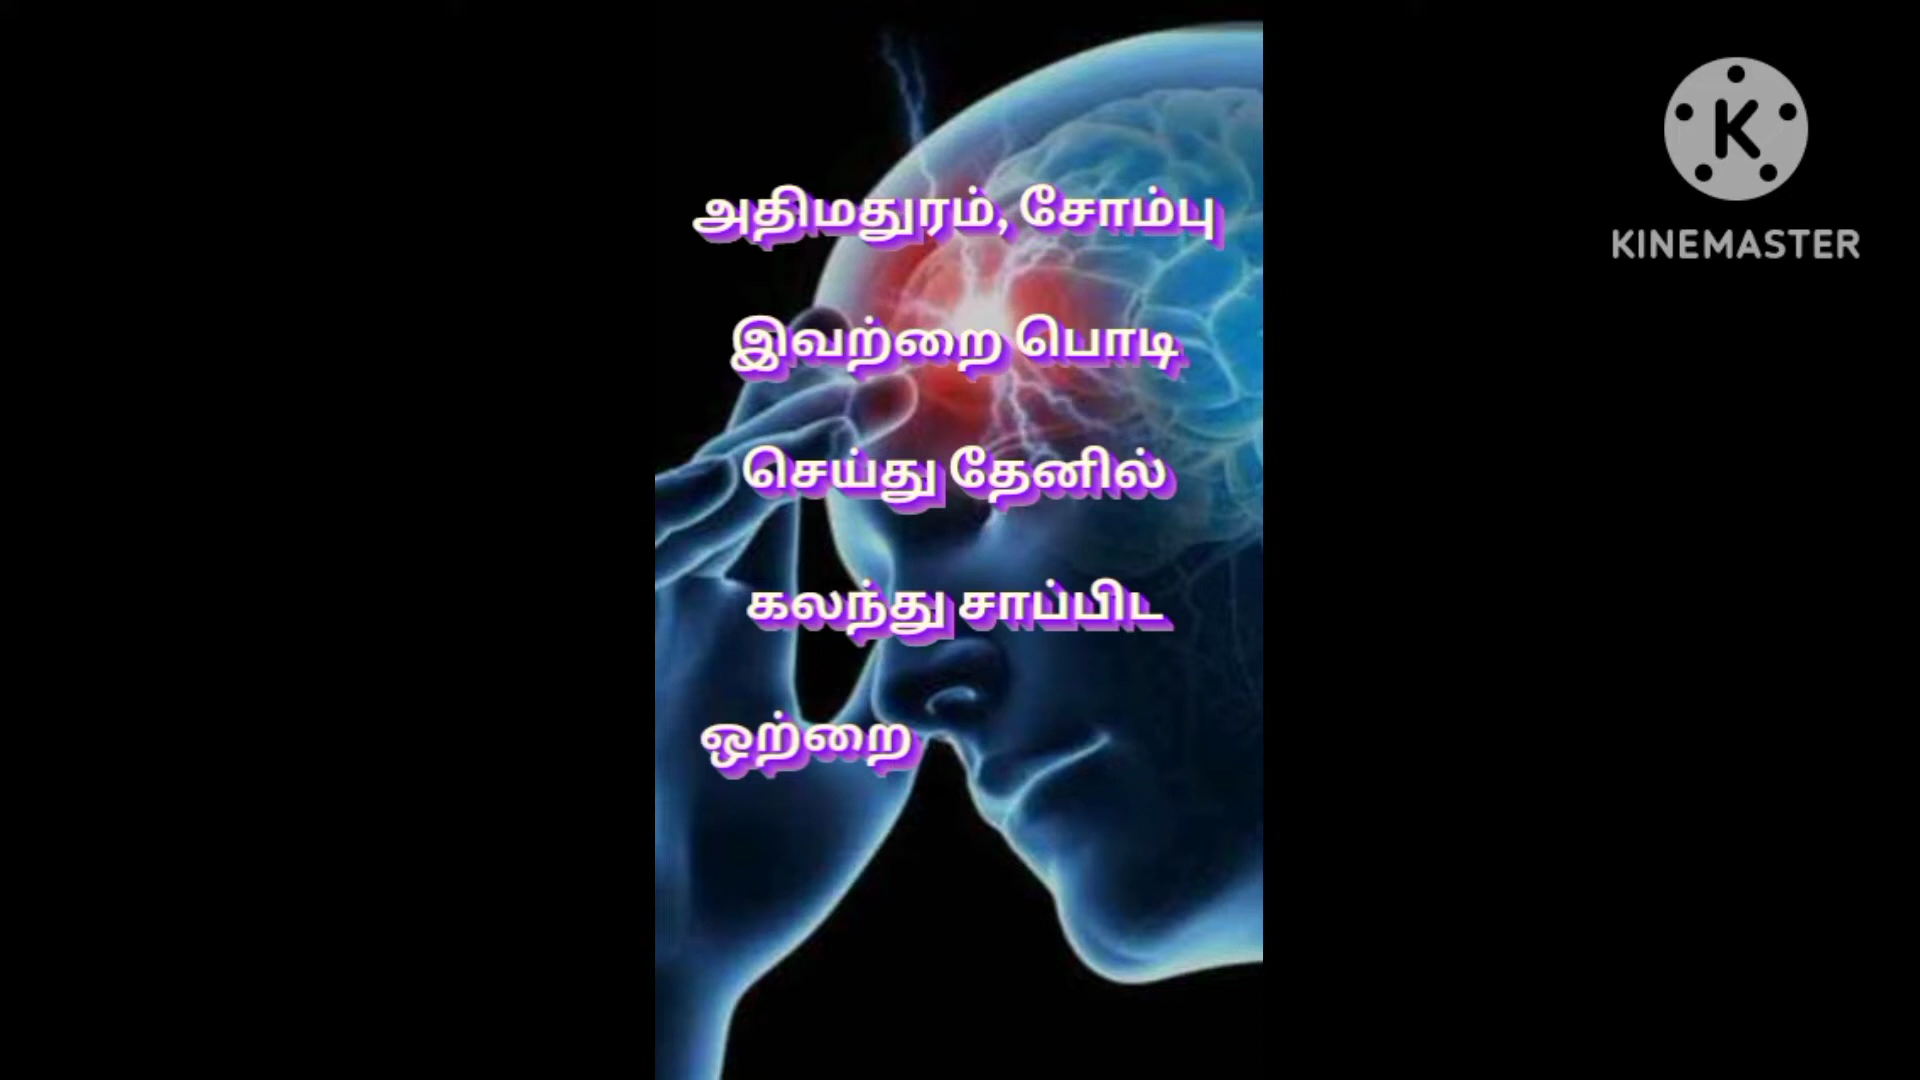 அதிமதுரம், சோம்பு
இவற்றை பொடி
செய்து தேனில்
கலந்து சாப்பிட
ஒற்றை
K
KINEMASTER